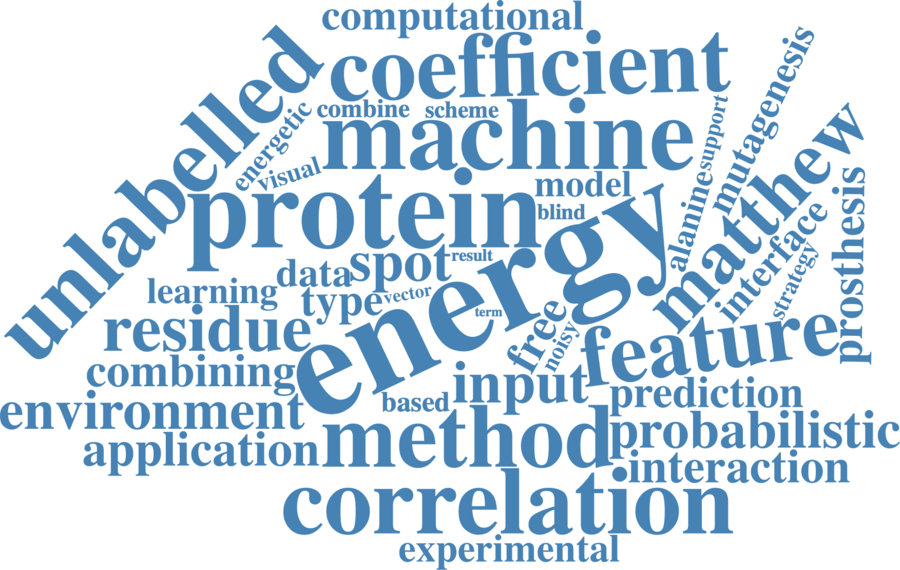 computational
coefficient
unlabelled
energetic
combine
scheme
machine
visual
protein
model
blind
support
alanine
mutagenesis
matthew
interface
strategy
prosthesis
spot
result
data
learning
type
vector
energy
term
residue
free
noisy
feature
combining
input
based
prediction
environment
method
probabilistic
application
interaction
correlation
experimental